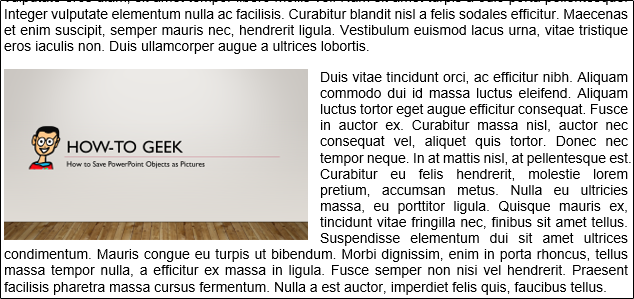 Integer vulputate elementum nulla ac facilisis. Curabitur blandit nisl a felis sodales efficitur. Maecenas
et enim suscipit, semper mauris nec, hendrerit ligula. Vestibulum euismod lacus urna, vitae tristique
eros iaculis non. Duis ullamcorper augue a ultrices lobortis.
HOW-TO GEEK
How to Save PowerPoint Objects as Pictures
Duis vitae tincidunt orci, ac efficitur nibh. Aliquam
commodo dui id massa luctus eleifend. Aliquam
luctus tortor eget augue efficitur consequat. Fusce
in auctor ex. Curabitur massa nisl, auctor nec
consequat vel, aliquet quis tortor. Donec nec
tempor neque. In at mattis nisl, at pellentesque est.
Curabitur eu felis hendrerit, molestie lorem
pretium, accumsan metus. Nulla eu ultricies
massa, eu porttitor ligula. Quisque mauris ex,
tincidunt vitae fringilla nec, finibus sit amet tellus.
Suspendisse elementum dui sit amet ultrices
condimentum. Mauris congue eu turpis ut bibendum. Morbi dignissim, enim in porta rhoncus, tellus
massa tempor nulla, a efficitur ex massa in ligula. Fusce semper non nisi vel hendrerit. Praesent
facilisis pharetra massa cursus fermentum. Nulla a est auctor, imperdiet felis quis, faucibus tellus.